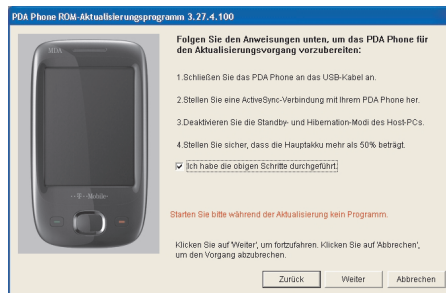 PDA Phone ROM-Aktualisierungsprogramm 3.27.4.100
MDA
Folgen Sie den Anweisungen unten, um das PDA Phone für
den Aktualisierungsvorgang vorzubereiten:
1.Schließen Sie das PDA Phone an das USB-Kabel an.
2.Stellen Sie eine ActiveSync-Verbindung mit Ihrem PDA Phone her.
3.Deaktivieren Sie die Standby- und Hibernation-Modi des Host-PCs.
4.Stellen Sie sicher, dass die Hauptakku mehr als 50% beträgt.
Ich habe die obigen Schritte durchgeführt.
··T··Mobile·
Starten Sie bitte während der Aktualisierung kein Programm.
Klicken Sie auf 'Weiter', um fortzufahren. Klicken Sie auf 'Abbrechen',
um den Vorgang abzubrechen.
Zurück Weiter Abbrechen